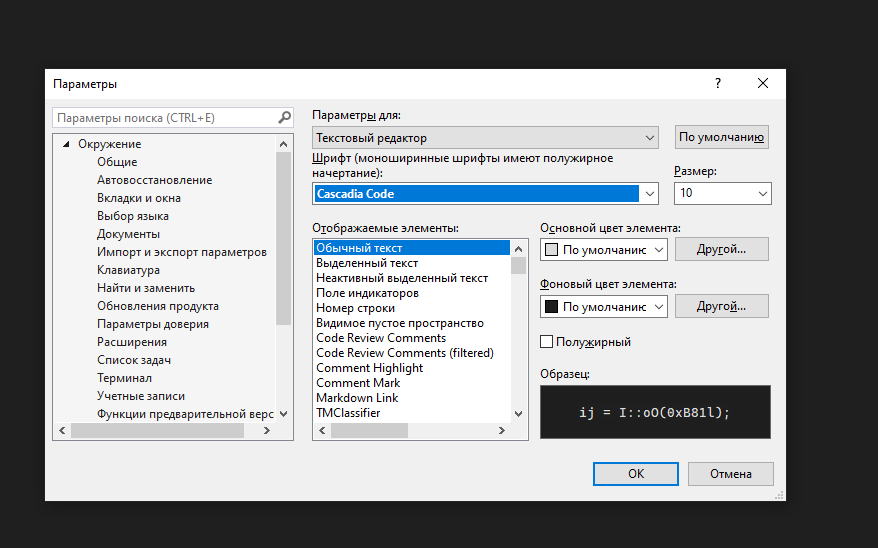 Параметры
?
Параметры поиска (CTRL+E)
Окружение
Общие
Автовосстановление
Вкладки и окна
Выбор языка
Документы
Импорт и экспорт параметров
Клавиатура
Найти и заменить
Обновления продукта
Параметры доверия
Расширения
Список задач
Терминал
Учетные записи
Функции предварительной верс
Параметры для:
Текстовый редактор
По умолчанию
Шрифт (моноширинные шрифты имеют полужирное
начертание):
Cascadia Code
Размер:
10
Отображаемые элементы:
Обычный текст
Выделенный текст
Неактивный выделенный текст
Поле индикаторов
Номер строки
Видимое пустое пространство
Code Review Comments
Code Review Comments (filtered)
Comment Highlight
Comment Mark
Markdown Link
TMClassifier
Основной цвет элемента:
По умолчанию
Другой...
Фоновый цвет элемента:
По умолчанию
Другой...
Полужирный
Образец:
ij = I::oO(0xB81l);
ОК
Отмена